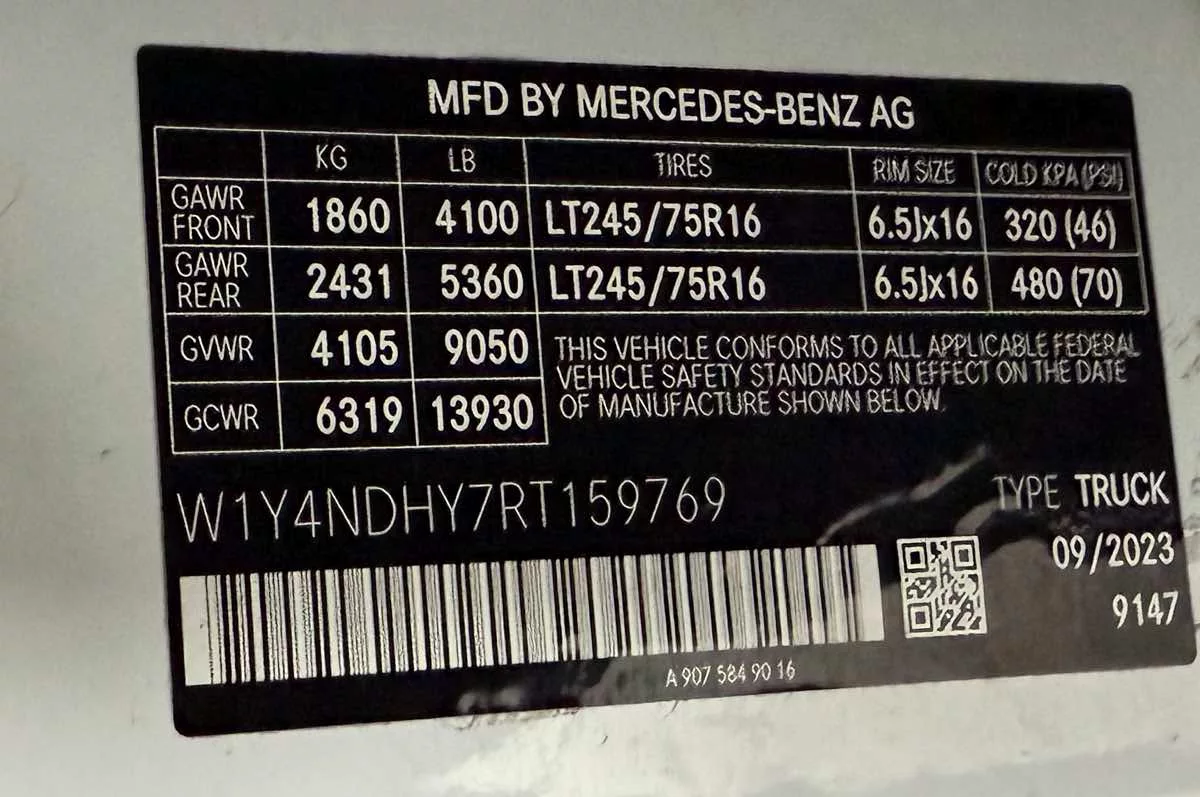 MFD BY MERCEDES-BENZ AG
KG LB TIRES RIM SIZE COLD KPA (PSI)
GAWR FRONT 1860 4100 LT245/75R16 6.5Jx16 320 (46)
GAWR REAR 2431 5360 LT245/75R16 6.5Jx16 480 (70)
GVWR 4105 9050
GCWR 6319 13930
THIS VEHICLE CONFORMS TO ALL APPLICABLE FEDERAL
VEHICLE SAFETY STANDARDS IN EFFECT ON THE DATE
OF MANUFACTURE SHOWN BELOW.
W1Y4NDHY7RT159769
TYPE TRUCK
09/2023
9147
A 907 584 90 16